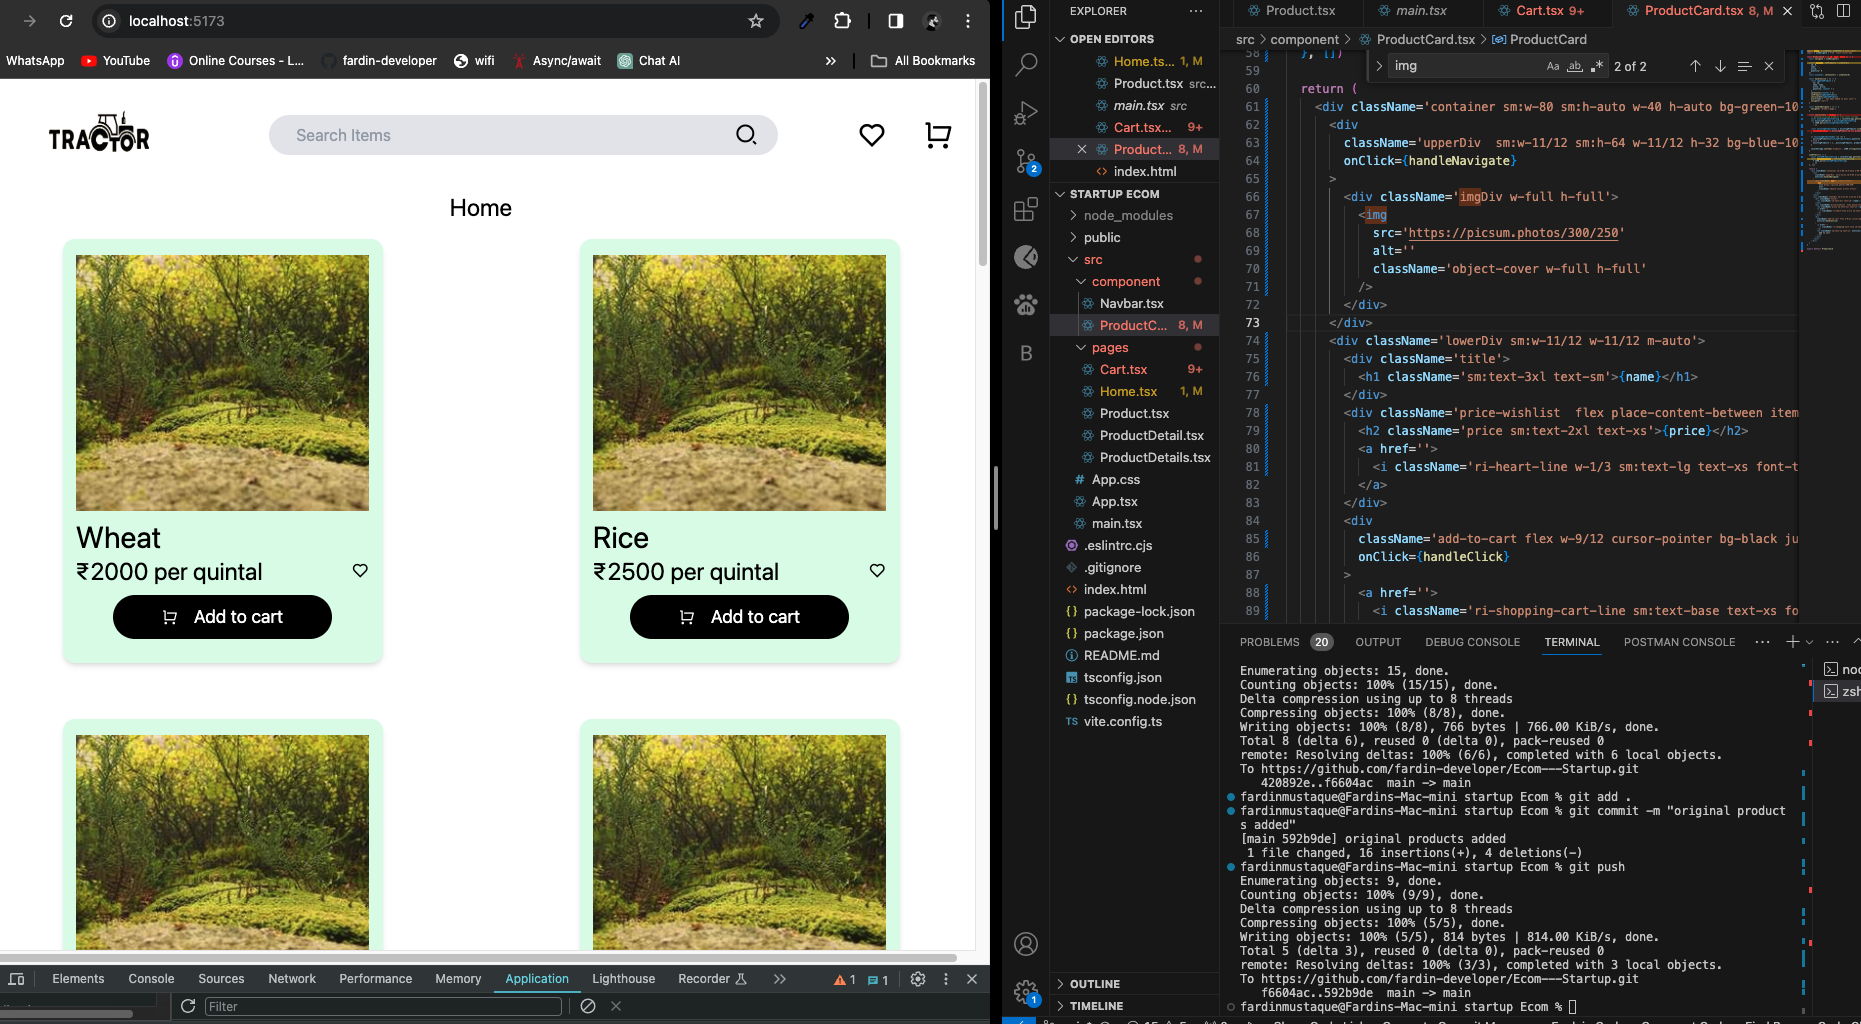 localhost:5173
WhatsApp
YouTube
Online Courses - L...
fardin-developer
wifi
Async/await
Chat AI
»
All Bookmarks
TRACTOR
Search Items
Home
Wheat
₹2000 per quintal
Add to cart
Rice
₹2500 per quintal
Add to cart
Elements
Console
Sources
Network
Performance
Memory
Application
Lighthouse
Recorder
1
1
Filter
EXPLORER
OPEN EDITORS
Home.ts... 1, M
Product.tsx src...
main.tsx src
Cart.tsx... 9+
Product... 8, M
index.html
STARTUP ECOM
node_modules
public
src
component
Navbar.tsx
ProductC... 8, M
pages
Cart.tsx 9+
Home.tsx 1, M
Product.tsx
ProductDetail.tsx
ProductDetails.tsx
App.css
App.tsx
main.tsx
.eslintrc.cjs
.gitignore
index.html
package-lock.json
package.json
README.md
tsconfig.json
tsconfig.node.json
TS vite.config.ts
OUTLINE
TIMELINE
2
B
1
Product.tsx
main.tsx
Cart.tsx 9+
ProductCard.tsx 8, M
src > component > ProductCard.tsx > ProductCard
img
Aa ab .*
2 of 2
58 }, [])
59
60 return (
61 <div className='container sm:w-80 sm:h-auto w-40 h-auto bg-green-10
62 <div
63 className='upperDiv sm:w-11/12 sm:h-64 w-11/12 h-32 bg-blue-10
64 onClick={handleNavigate}
65 >
66 <div className='imgDiv w-full h-full'>
67 <img
68 src='https://picsum.photos/300/250'
69 alt=''
70 className='object-cover w-full h-full'
71 />
72 </div>
73 </div>
74 <div className='lowerDiv sm:w-11/12 w-11/12 m-auto'>
75 <div className='title'>
76 <h1 className='sm:text-3xl text-sm'>{name}</h1>
77 </div>
78 <div className='price-wishlist flex place-content-between item
79 <h2 className='price sm:text-2xl text-xs'>{price}</h2>
80 <a href=''>
81 <i className='ri-heart-line w-1/3 sm:text-lg text-xs font-t
82 </a>
83 </div>
84 <div
85 className='add-to-cart flex w-9/12 cursor-pointer bg-black ju
86 onClick={handleClick}
87 >
88 <a href=''>
89 <i className='ri-shopping-cart-line sm:text-base text-xs fo
PROBLEMS 20
OUTPUT
DEBUG CONSOLE
TERMINAL
POSTMAN CONSOLE
Enumerating objects: 15, done.
Counting objects: 100% (15/15), done.
Delta compression using up to 8 threads
Compressing objects: 100% (8/8), done.
Writing objects: 100% (8/8), 766 bytes | 766.00 KiB/s, done.
Total 8 (delta 6), reused 0 (delta 0), pack-reused 0
remote: Resolving deltas: 100% (6/6), completed with 6 local objects.
To https://github.com/fardin-developer/Ecom---Startup.git
420892e..f6604ac main -> main
fardinmustaque@Fardins-Mac-mini startup Ecom % git add .
fardinmustaque@Fardins-Mac-mini startup Ecom % git commit -m "original product
s added"
[main 592b9de] original products added
1 file changed, 16 insertions(+), 4 deletions(-)
fardinmustaque@Fardins-Mac-mini startup Ecom % git push
Enumerating objects: 9, done.
Counting objects: 100% (9/9), done.
Delta compression using up to 8 threads
Compressing objects: 100% (5/5), done.
Writing objects: 100% (5/5), 814 bytes | 814.00 KiB/s, done.
Total 5 (delta 3), reused 0 (delta 0), pack-reused 0
remote: Resolving deltas: 100% (3/3), completed with 3 local objects.
To https://github.com/fardin-developer/Ecom---Startup.git
f6604ac..592b9de main -> main
fardinmustaque@Fardins-Mac-mini startup Ecom %
zsh